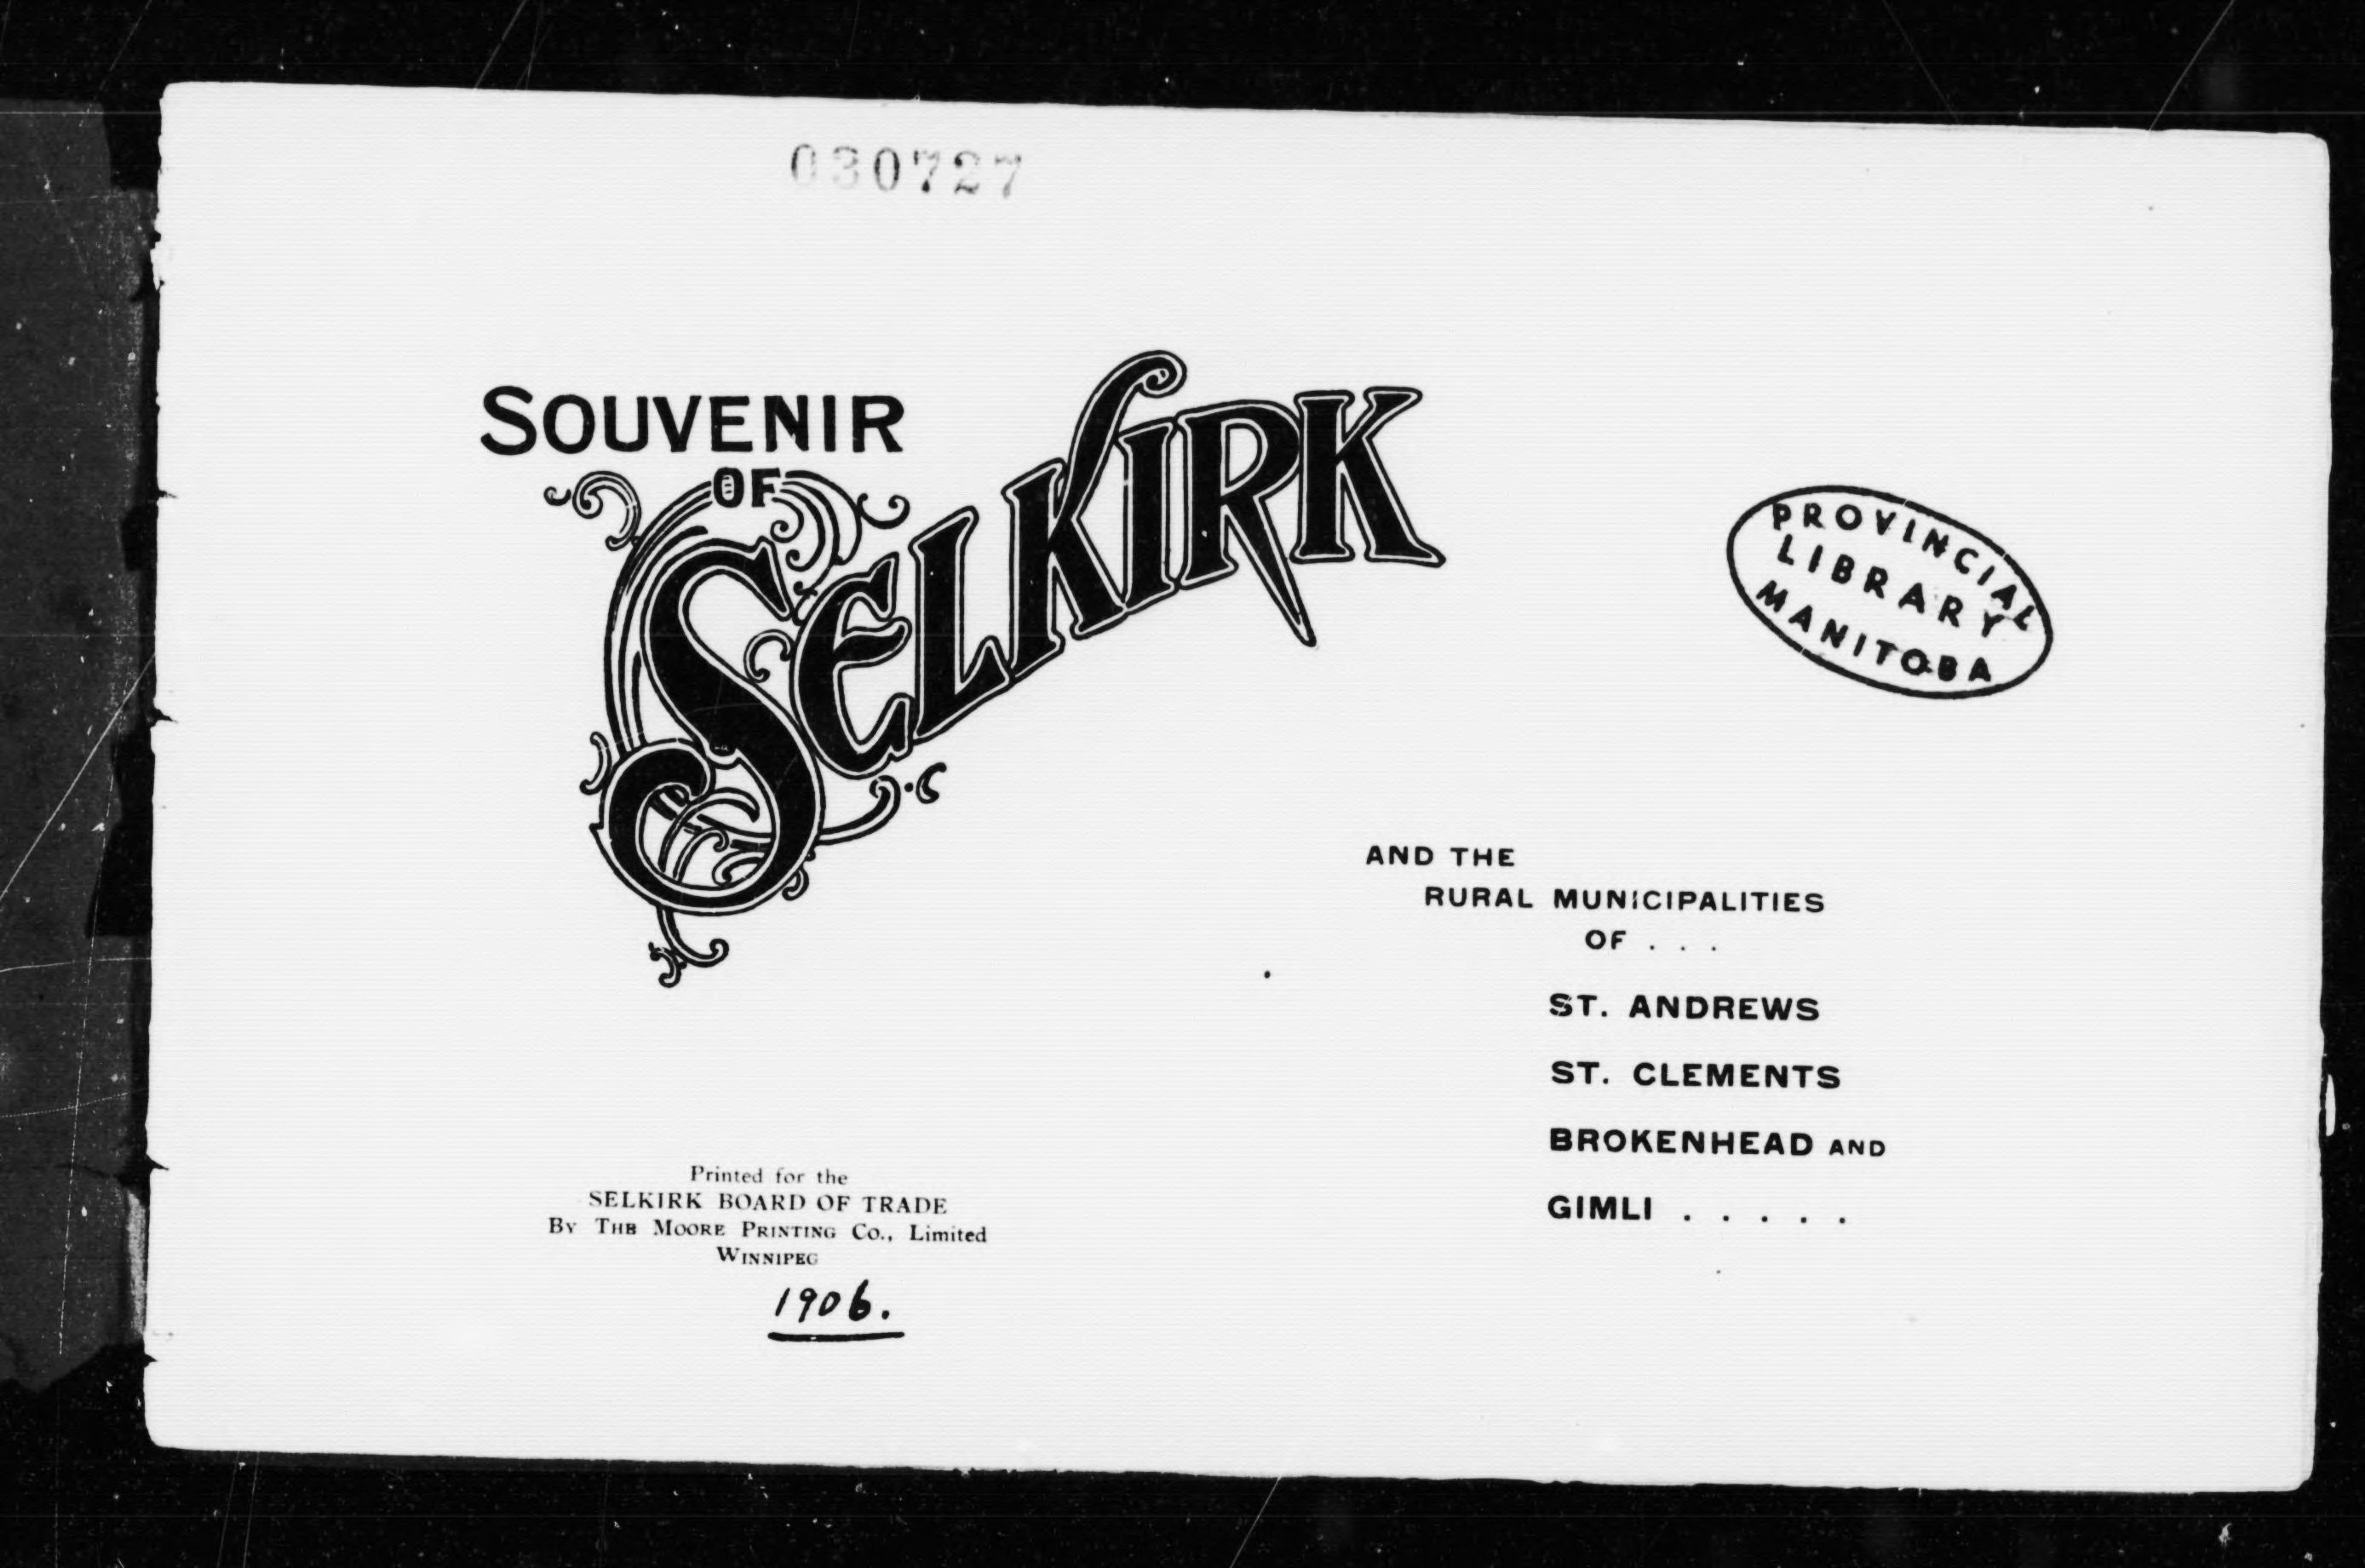 030727
SOUVENIR
OF
SELKIRK
PROVINCIAL
LIBRARY
MANITOBA
AND THE
RURAL MUNICIPALITIES
OF . . .
ST. ANDREWS
ST. CLEMENTS
BROKENHEAD AND
GIMLI . . . . .
Printed for the
SELKIRK BOARD OF TRADE
BY THE MOORE PRINTING CO., Limited
WINNIPEG
1906.